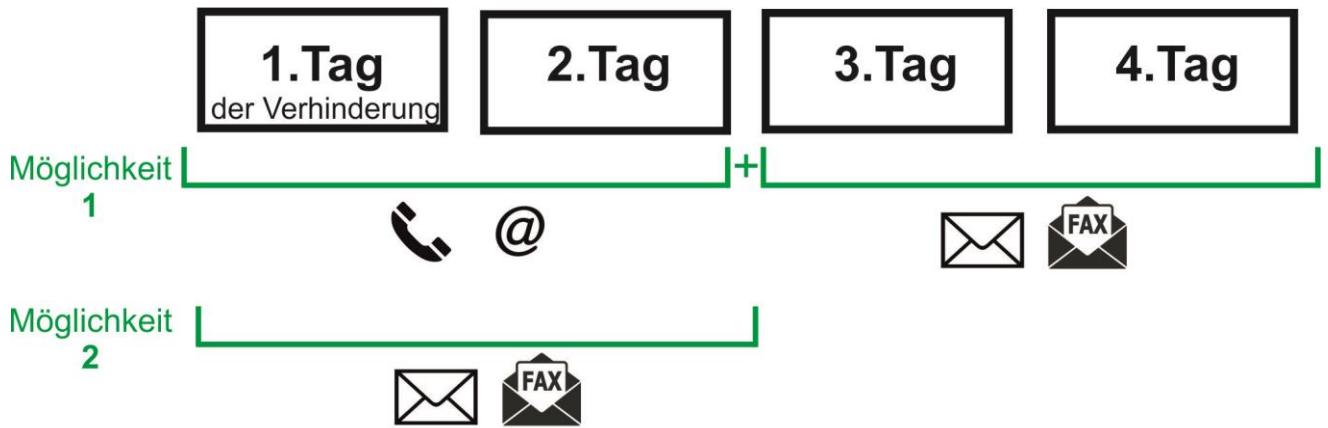 1.Tag
der Verhinderung
2.Tag
3.Tag
4.Tag
Möglichkeit
1
+
@
FAX
Möglichkeit
2
FAX